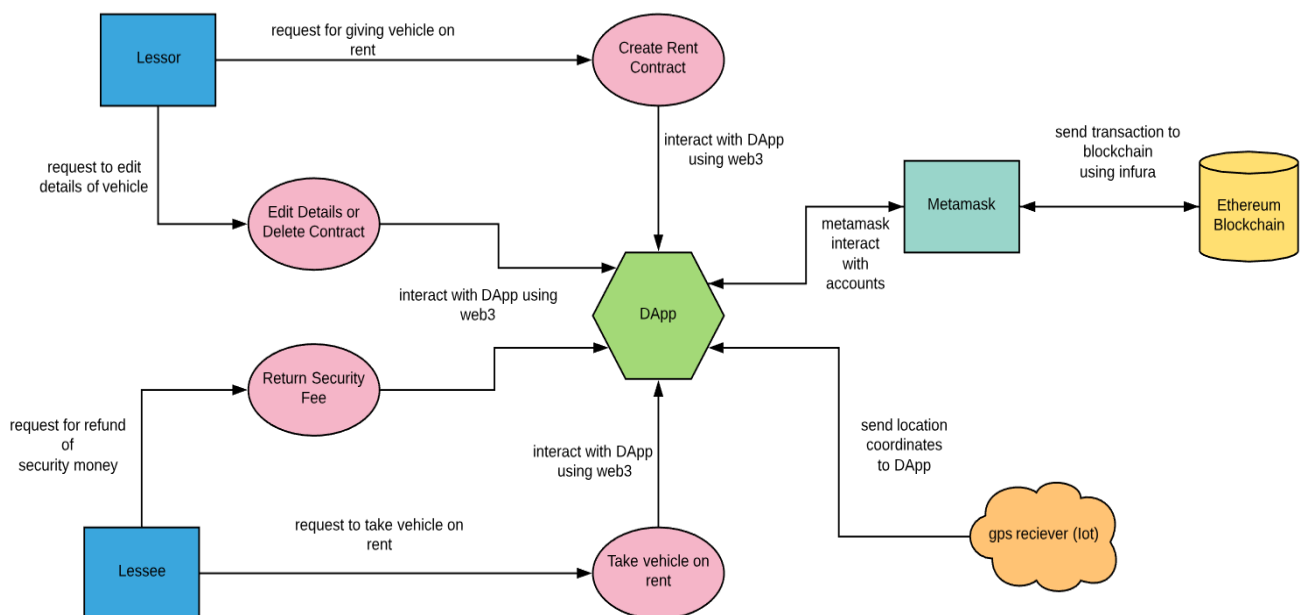 request for giving vehicle on
rent
Lessor
Create Rent
Contract
interact with DApp
using web3
send transaction to
blockchain
using infura
request to edit
details of vehicle
Edit Details or
Delete Contract
Metamask
Ethereum
Blockchain
metamask
interact
with
accounts
interact with DApp using
web3
DApp
Return Security
Fee
request for refund
of
security money
interact with DApp
using web3
send location
coordinates
to DApp
request to take vehicle on
rent
gps reciever (Iot)
Lessee
Take vehicle on
rent